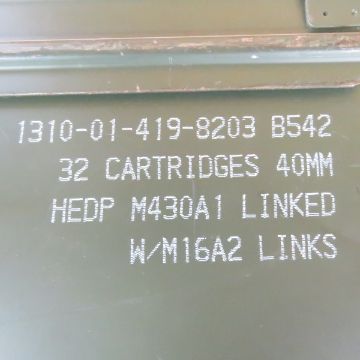 1310-01-419-8203 B542
32 CARTRIDGES 40MM
HEDP M430A1 LINKED
W/M16A2 LINKS